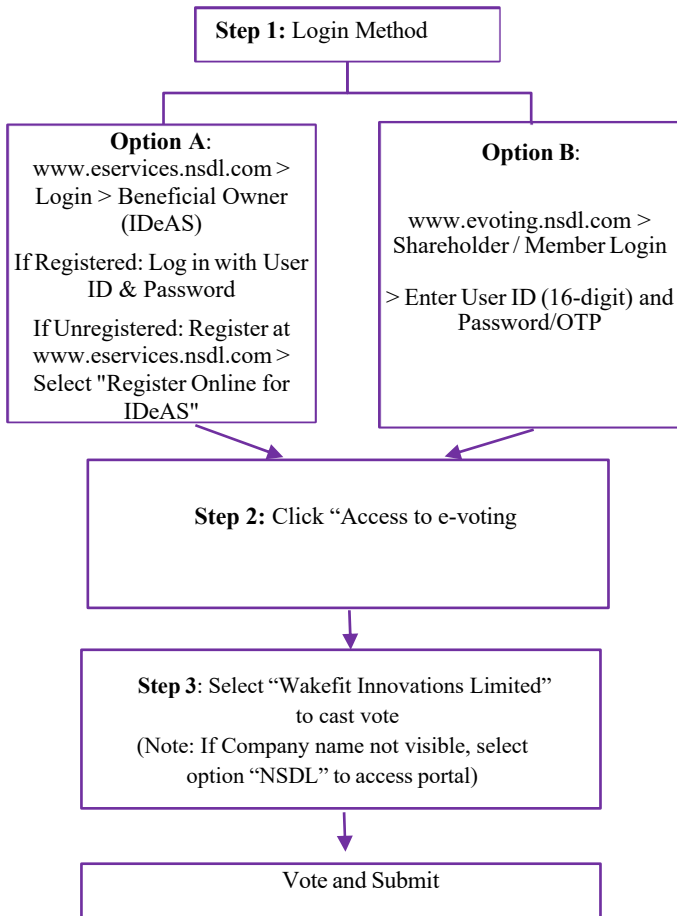 Step 1: Login Method
Option A:
www.eservices.nsdl.com >
Login > Beneficial Owner
(IDeAS)
If Registered: Log in with User
ID & Password
If Unregistered: Register at
www.eservices.nsdl.com >
Select "Register Online for
IDeAS"
Option B:
www.evoting.nsdl.com >
Shareholder / Member Login
> Enter User ID (16-digit) and
Password/OTP
Step 2: Click “Access to e-voting
Step 3: Select “Wakefit Innovations Limited”
to cast vote
(Note: If Company name not visible, select
option “NSDL” to access portal)
Vote and Submit